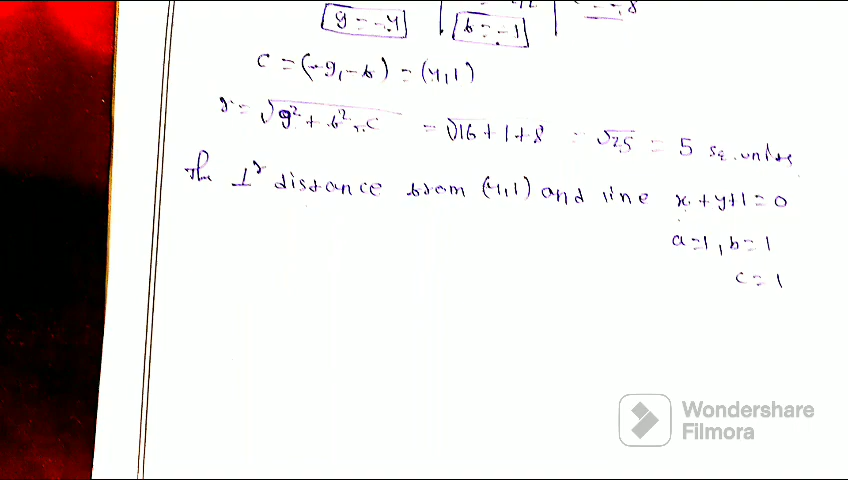 g = -4 b = -1 = -8
C = (-g, -b) = (4, 1)
r = √g² + b² - c = √16 + 1 + 8 = √25 = 5 sq. units
The ⊥r distance from (4,1) and line x + y + 1 = 0
a = 1, b = 1
c = 1
Wondershare
Filmora